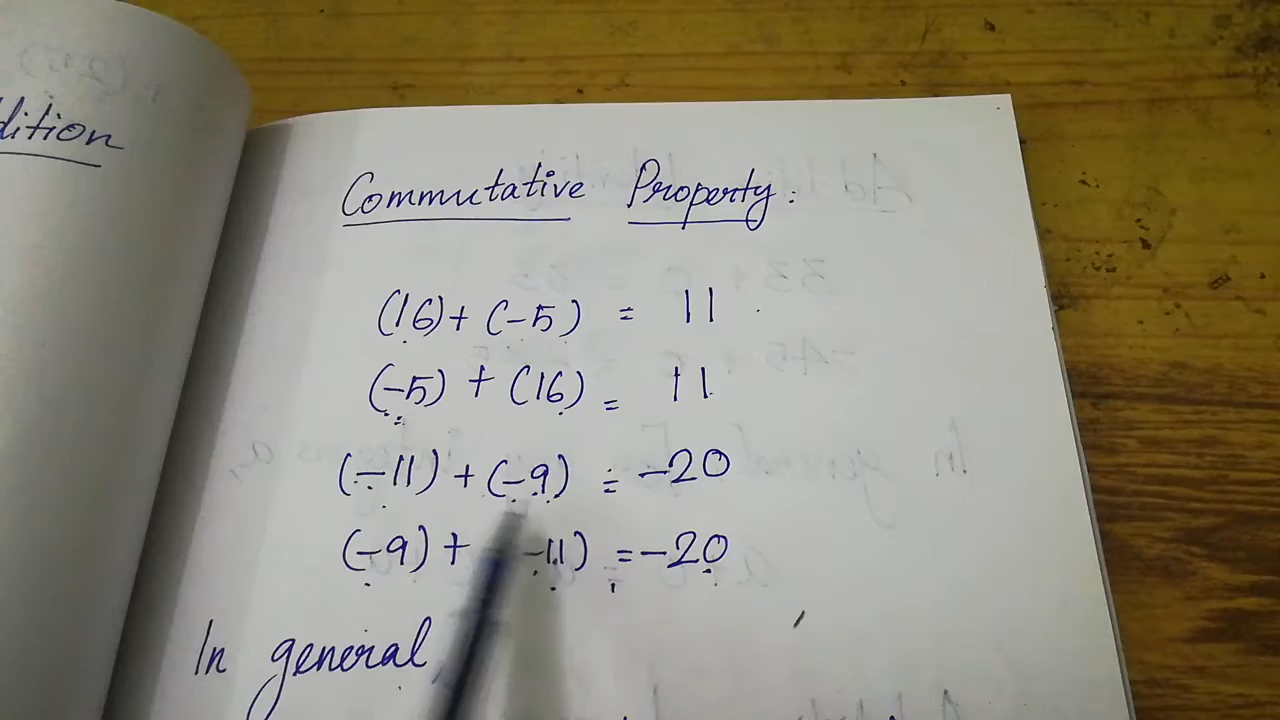 dition
Commutative Property:
(16) + (-5) = 11
(-5) + (16) = 11
(-11) + (-9) = -20
(-9) + -11) = -20
In general,